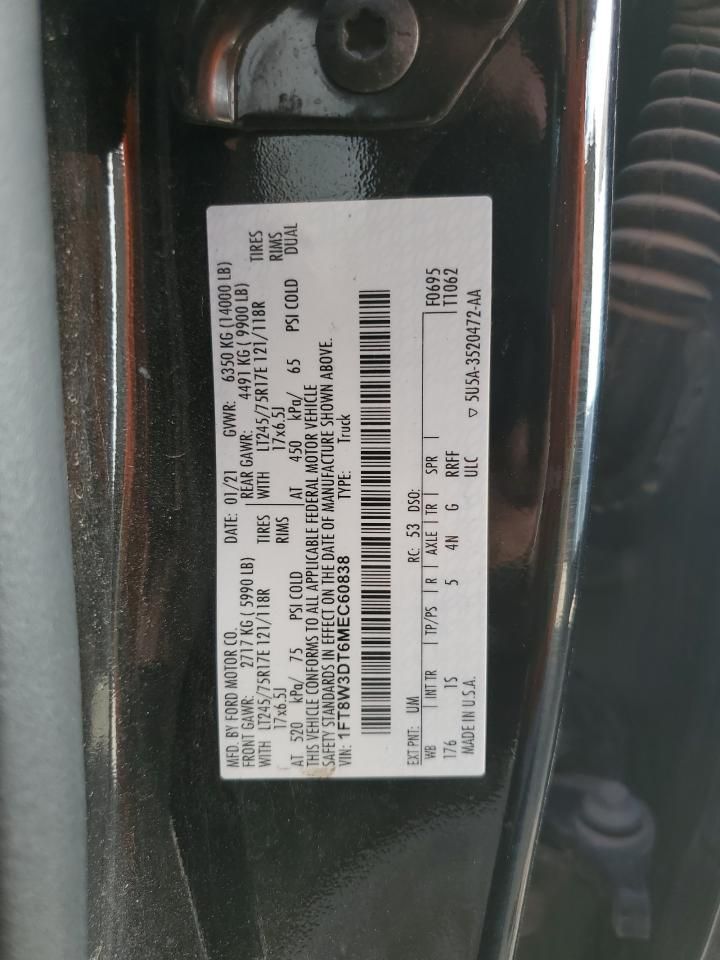 MFD. BY FORD MOTOR CO. DATE: 01/21 GVWR: 6350 KG (14000 LB)
FRONT GAWR: 2717 KG ( 5990 LB) REAR GAWR: 4491 KG ( 9900 LB)
WITH LT245/75R17E 121/118R TIRES WITH LT245/75R17E 121/118R TIRES
17x6.5J RIMS 17x6.5J RIMS
AT 520 kPa/ 75 PSI COLD AT 450 kPa/ 65 PSI COLD DUAL
THIS VEHICLE CONFORMS TO ALL APPLICABLE FEDERAL MOTOR VEHICLE
SAFETY STANDARDS IN EFFECT ON THE DATE OF MANUFACTURE SHOWN ABOVE.
VIN: 1FT8W3DT6MEC60838 TYPE: Truck
EXT PNT: UM RC: 53 DSO: F0695
WB INT TR TP/PS R AXLE TR SPR T1062
176 1S 5 4N G RRFF
MADE IN U.S.A. ULC ▽ 5U5A-3520472-AA